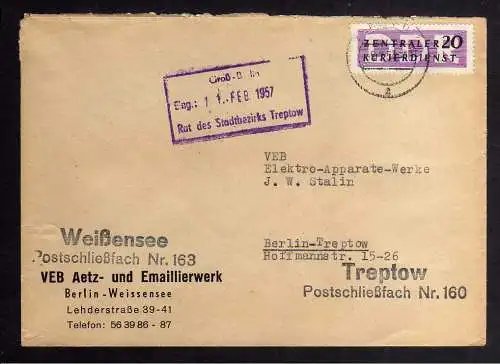 DDR
ZENTRALER 20
KURIERDIENST
a
Groß-Berlin
Eing.: 11. FEB 1957
Rat des Stadtbezirks Treptow
VEB
Elektro-Apparate-Werke
J. W. Stalin
Berlin-Treptow
Hoffmannstr. 15-26
Weißensee
Postschließfach Nr. 163
VEB Aetz- und Emaillierwerk
Berlin-Weissensee
Lehderstraße 39-41
Telefon: 56 39 86 - 87
Treptow
Postschließfach Nr. 160